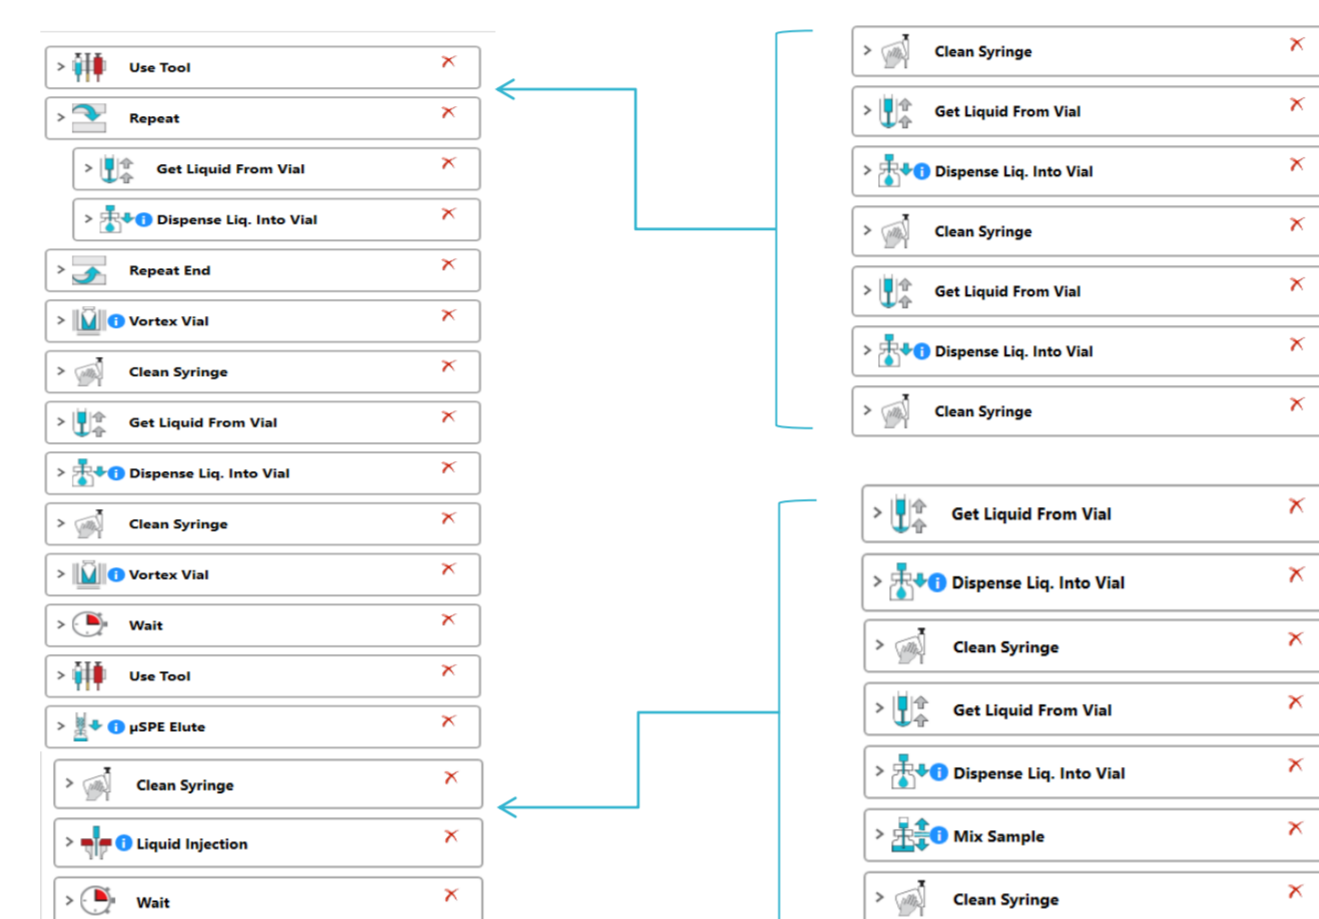 Use Tool
Repeat
Get Liquid From Vial
Dispense Liq. Into Vial
Repeat End
Vortex Vial
Clean Syringe
Get Liquid From Vial
Dispense Liq. Into Vial
Clean Syringe
Vortex Vial
Wait
Use Tool
µSPE Elute
Clean Syringe
Liquid Injection
Wait
Clean Syringe
Get Liquid From Vial
Dispense Liq. Into Vial
Clean Syringe
Get Liquid From Vial
Dispense Liq. Into Vial
Clean Syringe
Get Liquid From Vial
Dispense Liq. Into Vial
Clean Syringe
Get Liquid From Vial
Dispense Liq. Into Vial
Mix Sample
Clean Syringe